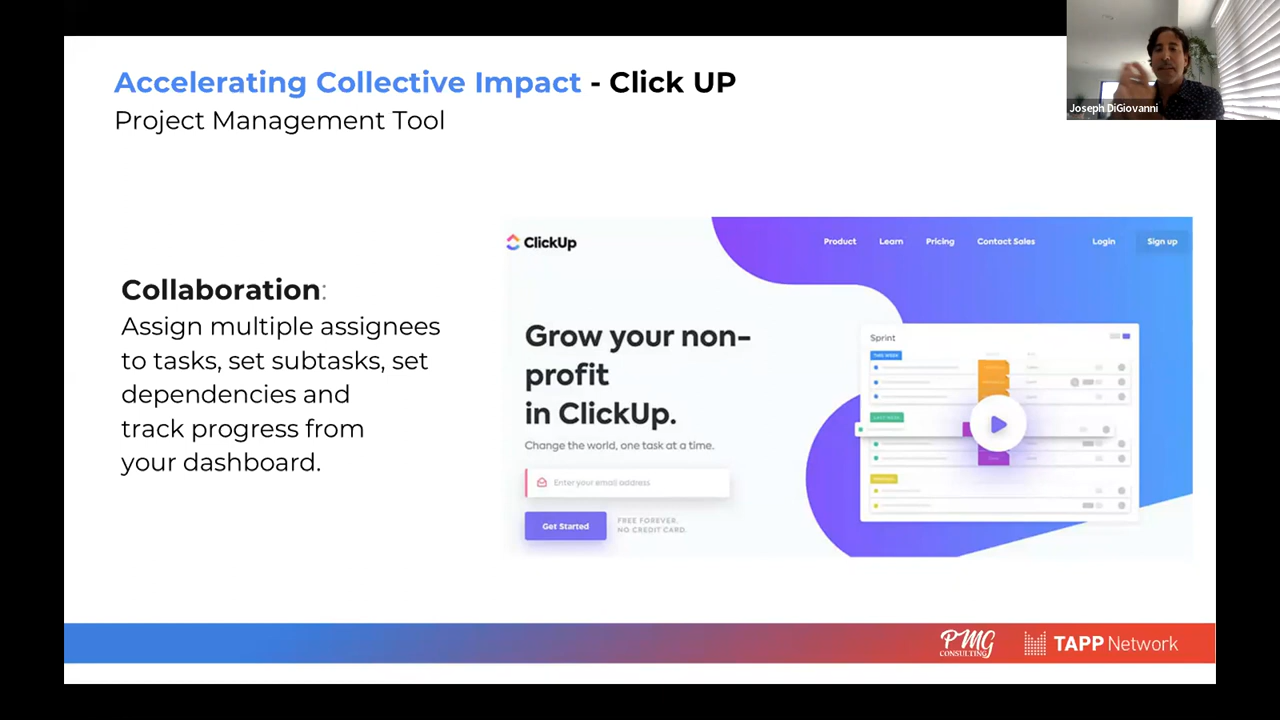 Accelerating Collective Impact - Click UP
Project Management Tool
Joseph DiGiovanni
Collaboration:
Assign multiple assignees
to tasks, set subtasks, set
dependencies and
track progress from
your dashboard.
ClickUp
Product Learn Pricing Contact Sales Login Sign up
Grow your non-
profit
in ClickUp.
Change the world, one task at a time.
Enter your email address
Get Started
FREE FOREVER.
NO CREDIT CARD.
Sprint
THIS WEEK
PMG
CONSULTING
TAPP Network